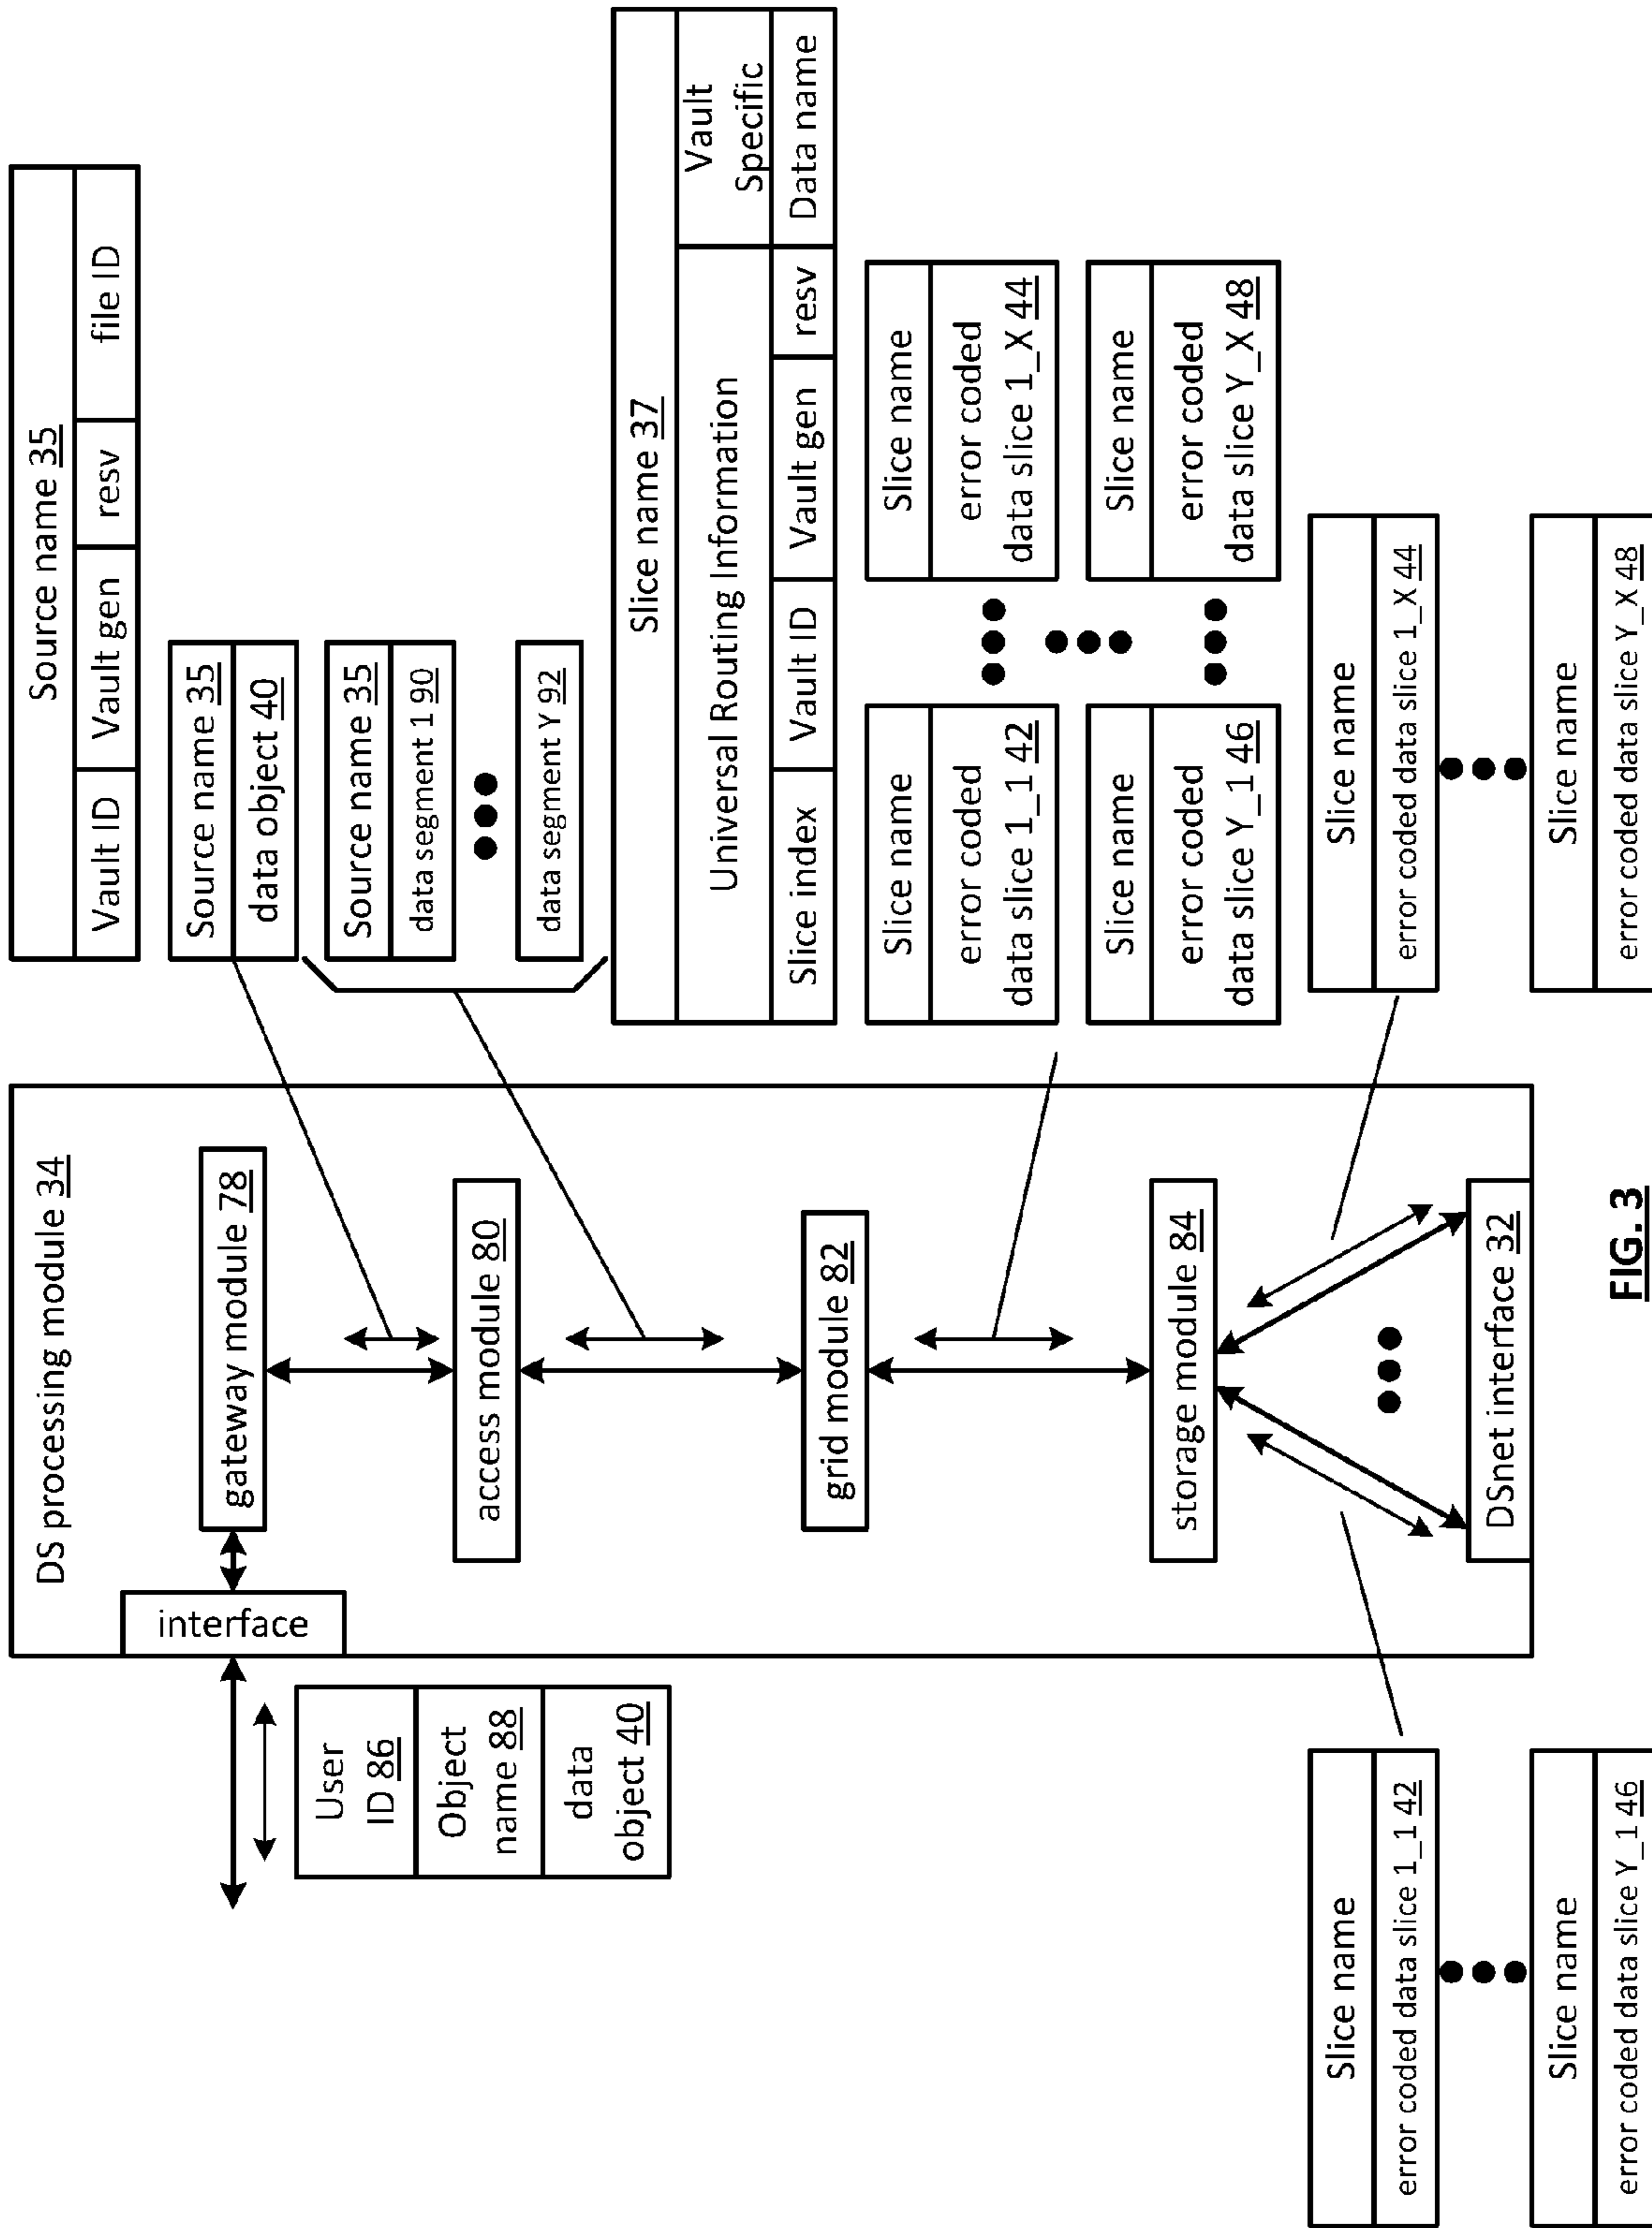 DS processing module 34
interface
gateway module 78
access module 80
grid module 82
storage module 84
DSnet interface 32
User
ID 86
Object
name 88
data
object 40
Source name 35
Vault ID
Vault gen
resv
file ID
Source name 35
data object 40
Source name 35
data segment 1 90
data segment Y 92
Slice name 37
Universal Routing Information
Vault
Specific
Slice index
Vault ID
Vault gen
resv
Data name
Slice name
error coded
data slice 1_1 42
Slice name
error coded
data slice 1_X 44
Slice name
error coded
data slice Y_1 46
Slice name
error coded
data slice Y_X 48
Slice name
error coded data slice 1_1 42
Slice name
error coded data slice Y_1 46
Slice name
error coded data slice 1_X 44
Slice name
error coded data slice Y_X 48
FIG. 3